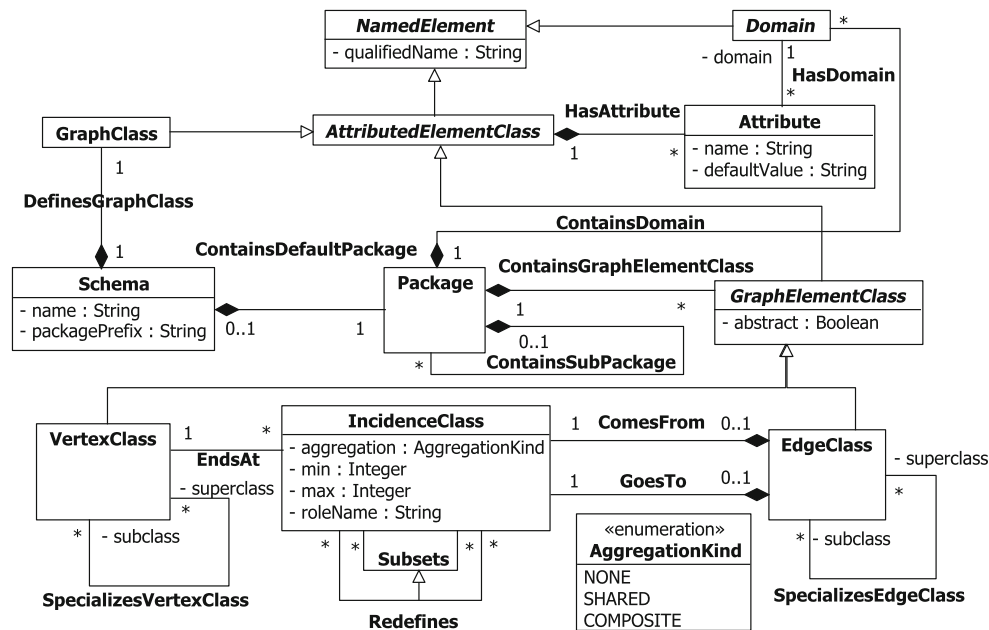 NamedElement
- qualifiedName : String
Domain
*
- domain
1
HasDomain
*
GraphClass
AttributedElementClass
HasAttribute
1
*
Attribute
- name : String
- defaultValue : String
1
DefinesGraphClass
1
ContainsDefaultPackage
ContainsDomain
1
Schema
- name : String
- packagePrefix : String
0..1
1
Package
ContainsGraphElementClass
1
*
0..1
ContainsSubPackage
*
GraphElementClass
- abstract : Boolean
VertexClass
1
*
EndsAt
- superclass
*
*
- subclass
SpecializesVertexClass
IncidenceClass
- aggregation : AggregationKind
- min : Integer
- max : Integer
- roleName : String
*
*
*
*
Subsets
Redefines
1
ComesFrom
0..1
1
GoesTo
0..1
EdgeClass
- superclass
*
*
- subclass
SpecializesEdgeClass
«enumeration»
AggregationKind
NONE
SHARED
COMPOSITE